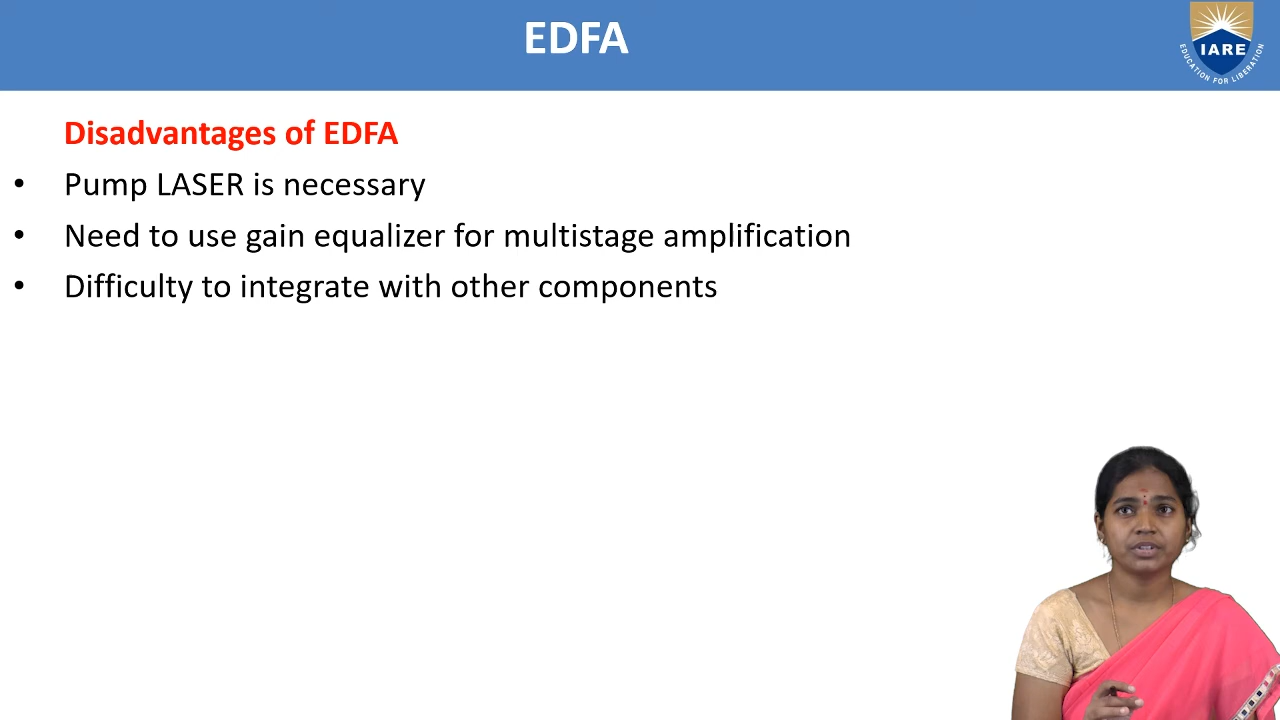 EDFA
IARE
EDUCATION FOR LIBERATION
Disadvantages of EDFA
• Pump LASER is necessary
• Need to use gain equalizer for multistage amplification
• Difficulty to integrate with other components